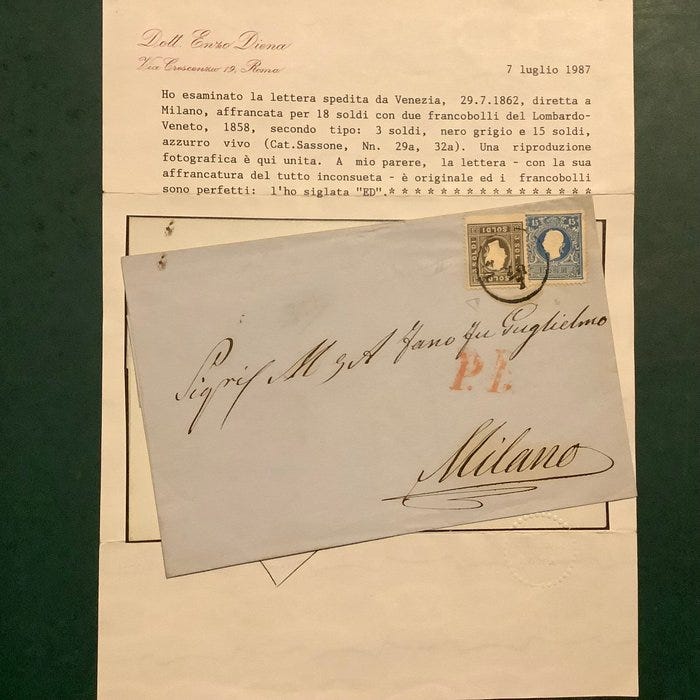 Dott. Enzo Diena
Via Crescenzio 19, Roma
7 luglio 1987
Ho esaminato la lettera spedita da Venezia, 29.7.1862, diretta a
Milano, affrancata per 18 soldi con due francobolli del Lombardo-
Veneto, 1858, secondo tipo: 3 soldi, nero grigio e 15 soldi,
azzurro vivo (Cat.Sassone, Nn. 29a, 32a). Una riproduzione
fotografica è qui unita. A mio parere, la lettera - con la sua
affrancatura del tutto inconsueta - è originale ed i francobolli
sono perfetti: l'ho siglata "ED".* * * * * * * * * * * * * * * *
15 15
SOLDI
M
Guglielmo
P.D.
Milano